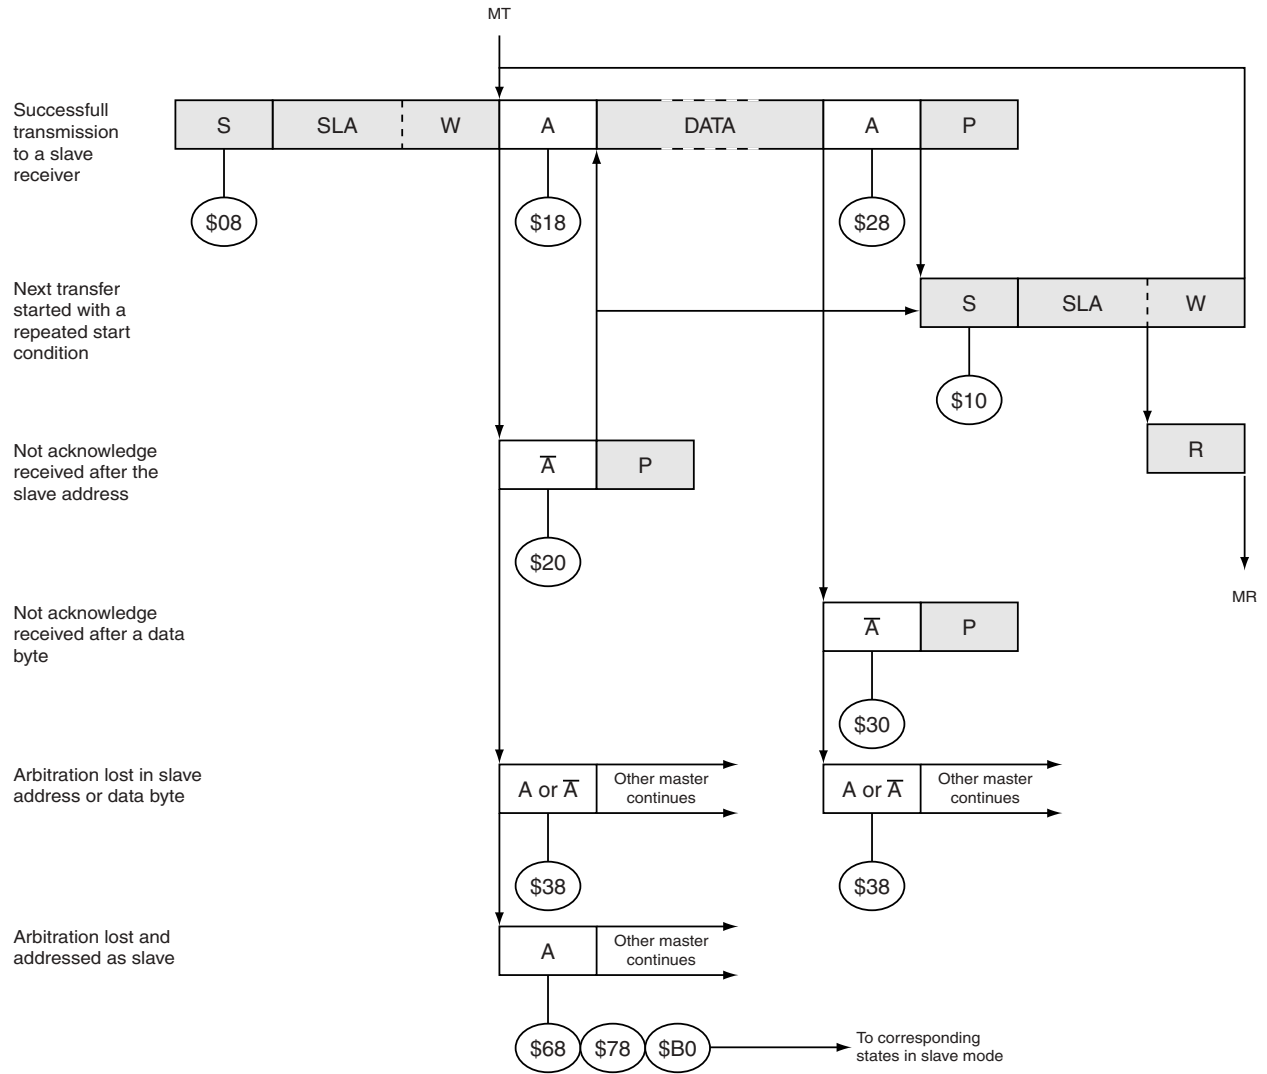 MT
Successfull
transmission
to a slave
receiver
S SLA W A DATA A P
$08 $18 $28
Next transfer
started with a
repeated start
condition
S SLA W
$10
Not acknowledge
received after the
slave address
A̅ P
R
$20
MR
Not acknowledge
received after a data
byte
A̅ P
$30
Arbitration lost in slave
address or data byte
A or A̅
Other master
continues
A or A̅
Other master
continues
$38 $38
Arbitration lost and
addressed as slave
A
Other master
continues
$68 $78 $B0
To corresponding
states in slave mode